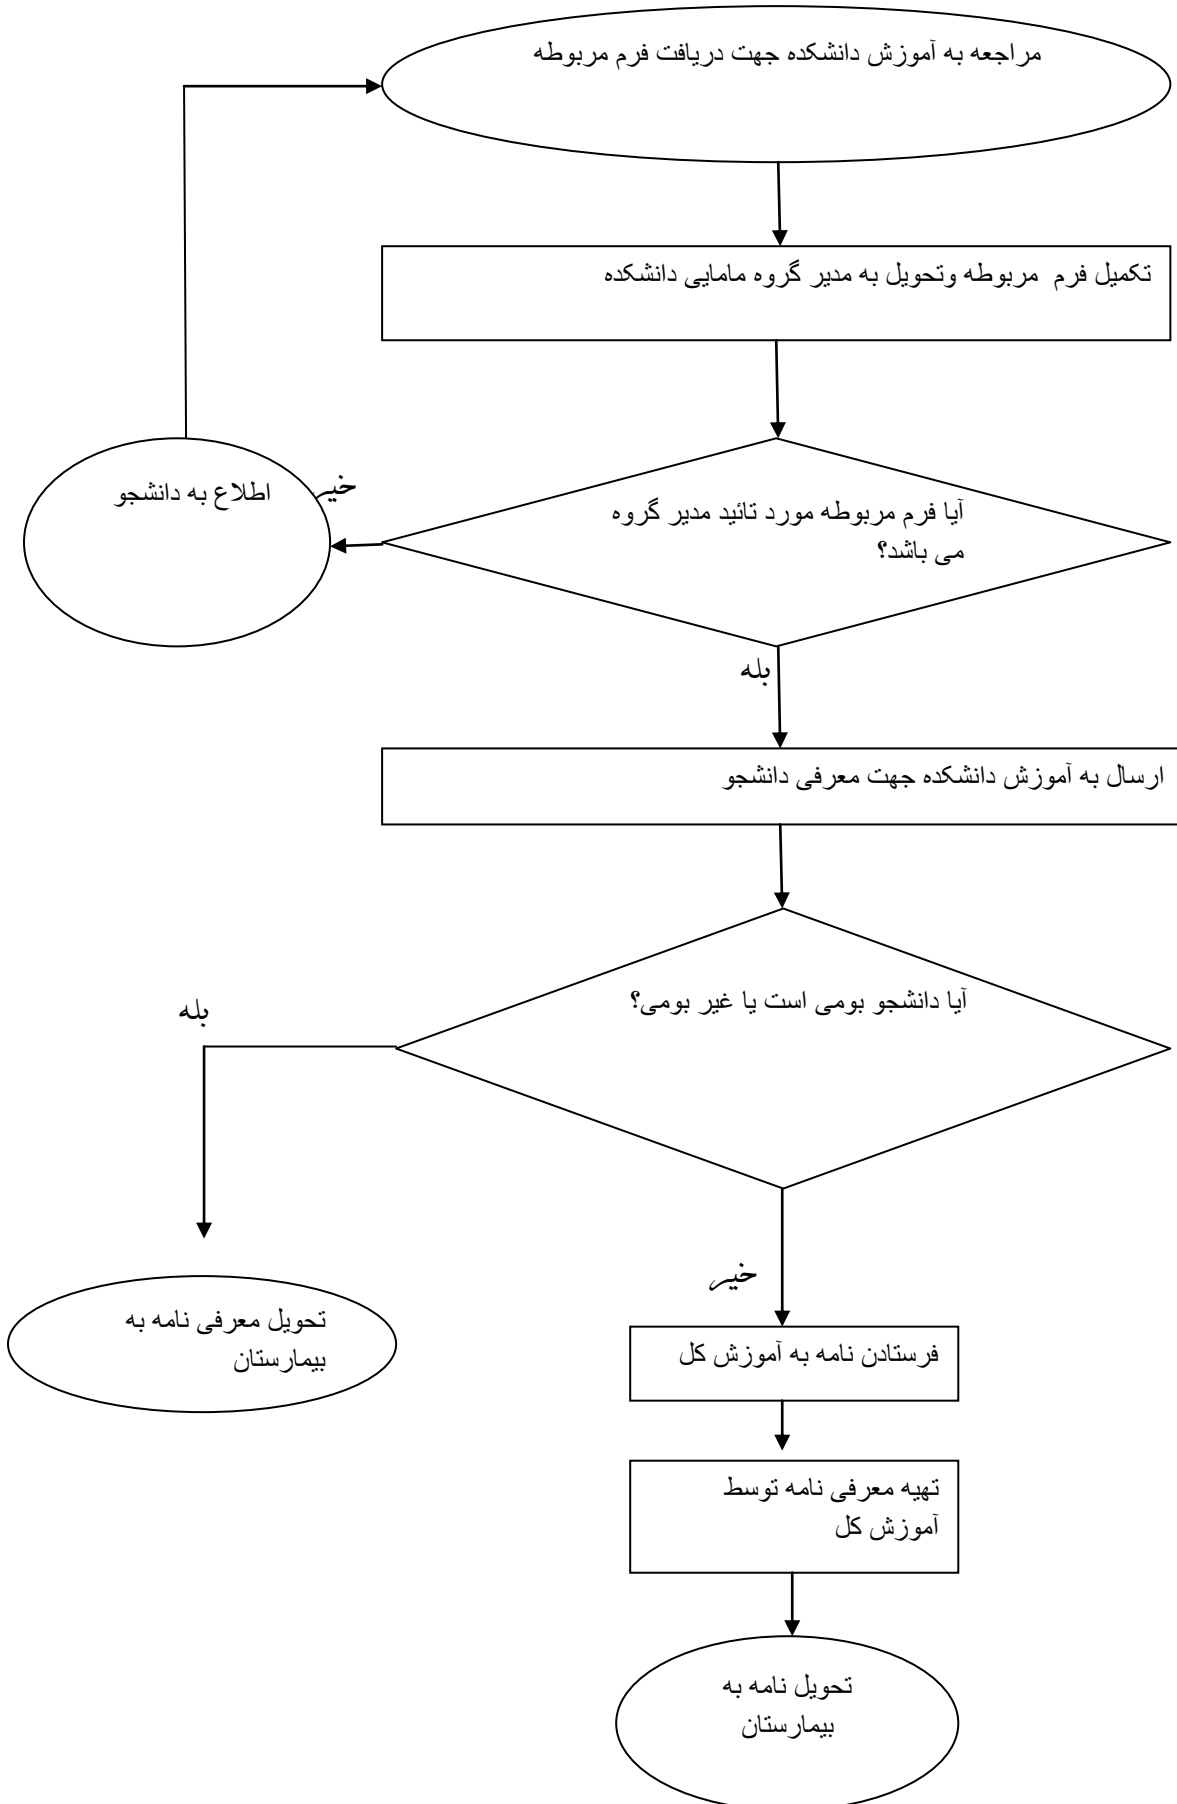 مراجعه به آموزش دانشکده جهت دریافت فرم مربوطه
تکمیل فرم مربوطه وتحویل به مدیر گروه مامایی دانشکده
آیا فرم مربوطه مورد تائید مدیر گروه
می باشد؟
خیر
اطلاع به دانشجو
بله
ارسال به آموزش دانشکده جهت معرفی دانشجو
آیا دانشجو بومی است یا غیر بومی؟
بله
تحویل معرفی نامه به
بیمارستان
خیر
فرستادن نامه به آموزش کل
تهیه معرفی نامه توسط
آموزش کل
تحویل نامه به
بیمارستان